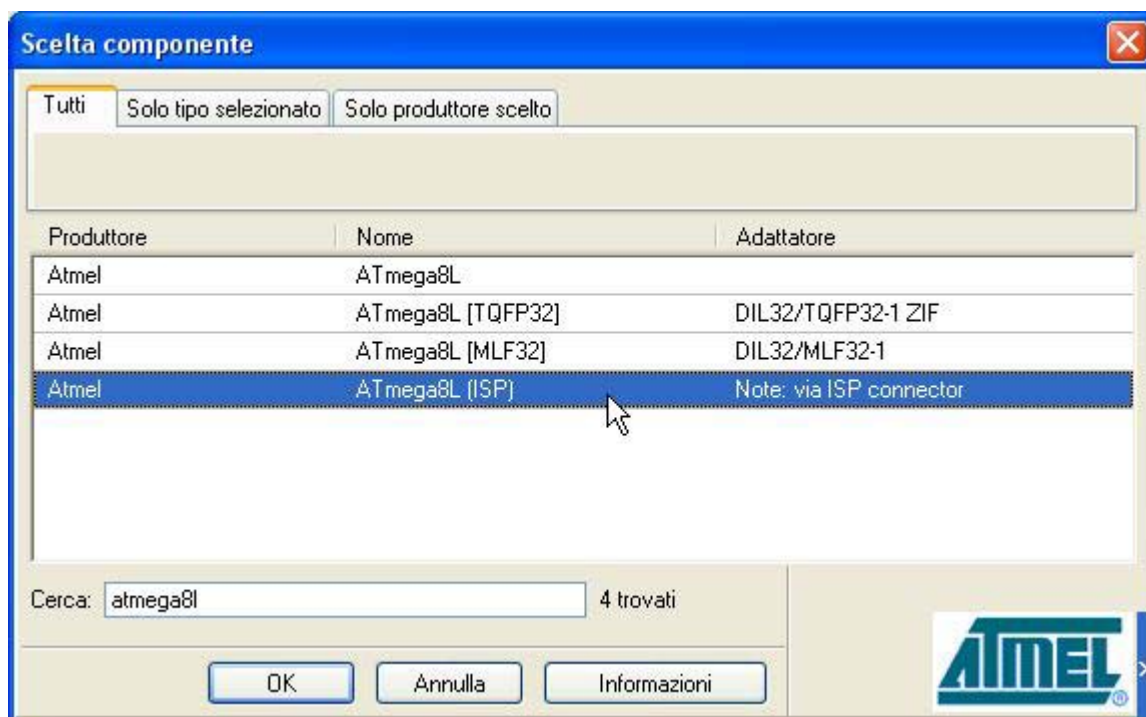 Scelta componente
Tutti Solo tipo selezionato Solo produttore scelto
Produttore Nome Adattatore
Atmel ATmega8L
Atmel ATmega8L [TQFP32] DIL32/TQFP32-1 ZIF
Atmel ATmega8L [MLF32] DIL32/MLF32-1
Atmel ATmega8L (ISP) Note: via ISP connector
Cerca: atmega8l 4 trovati
OK Annulla Informazioni
ATMEL ®